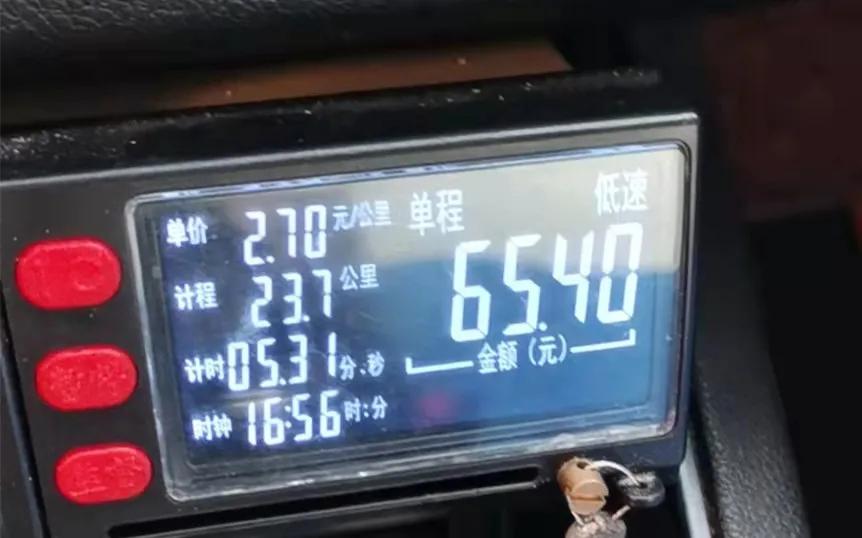 单价 2.70 元/公里 单程 低速
计程 23.7 公里 65.40
计时 05.31 分.秒 金额(元)
时钟 16:56 时:分